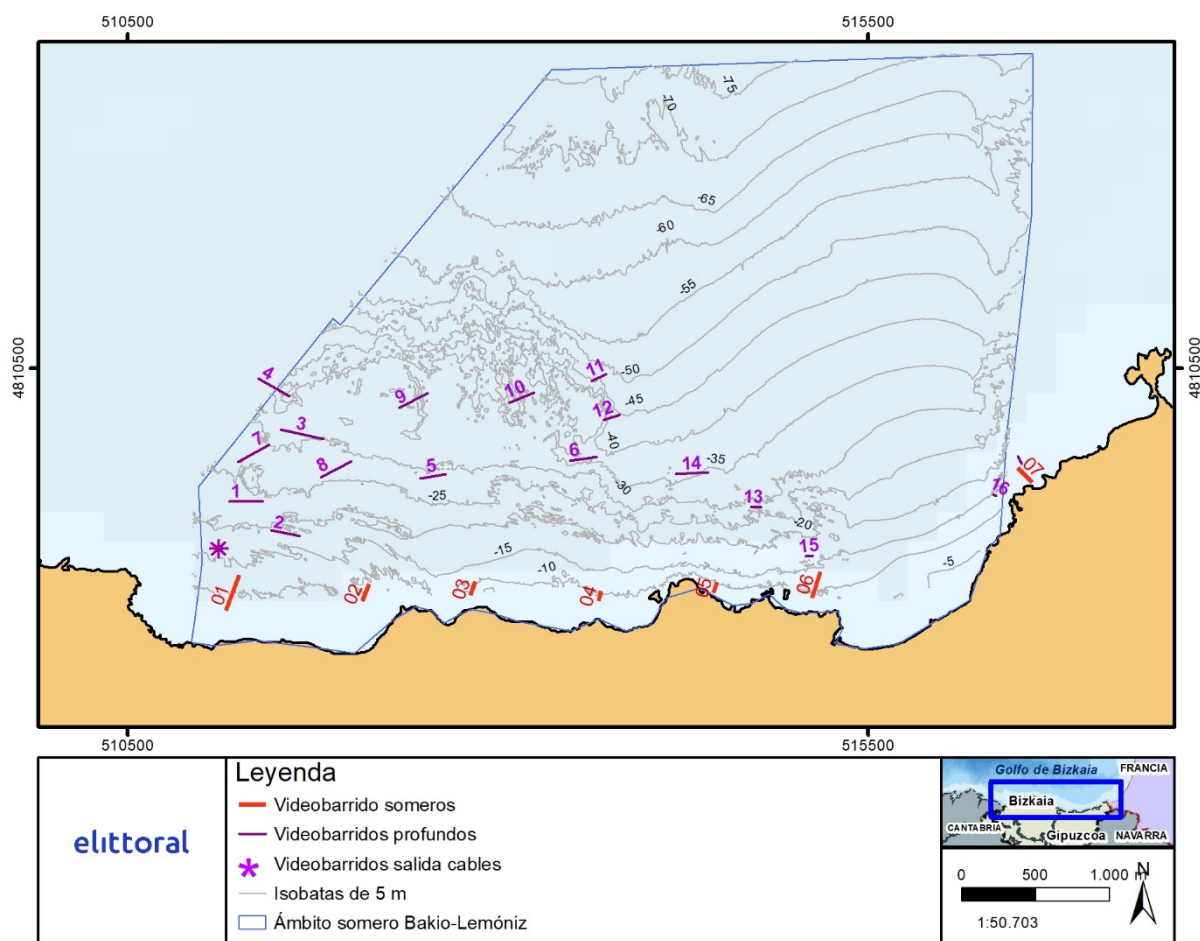 510500 515500
-75
-70
-65
-60
4810500 4810500
-55
4 11 -50
9 10 -45
12
3 -40
7 8 5 6 14 -35
07
1 -25 -30 13 16
2 -20
-15 15 -5
-10
01 02 03 04 05 06
510500 515500
elittoral
Leyenda
Videobarrido someros
Videobarridos profundos
Videobarridos salida cables
Isobatas de 5 m
Ámbito somero Bakio-Lemóniz
Golfo de Bizkaia FRANCIA
Bizkaia
CANTABRIA Gipuzcoa NAVARRA
0 500 1.000 m
N
1:50.703